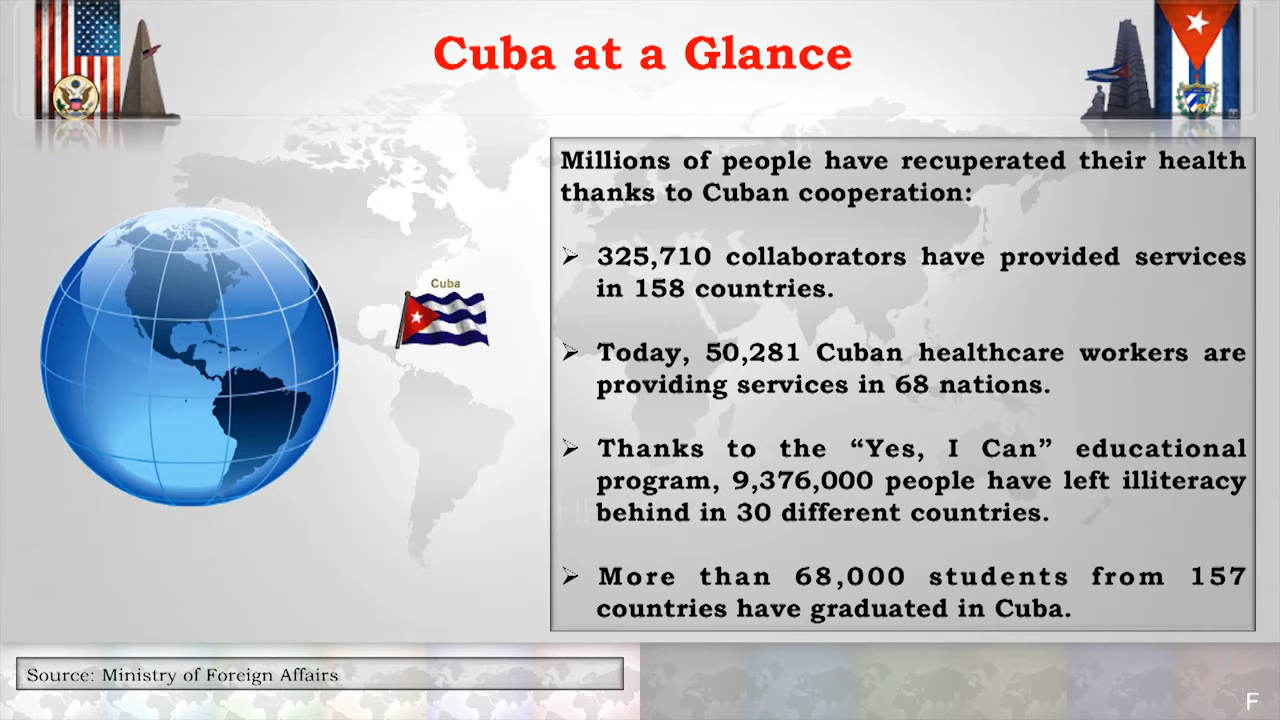 Cuba at a Glance
Millions of people have recuperated their health
thanks to Cuban cooperation:
➢ 325,710 collaborators have provided services
in 158 countries.
➢ Today, 50,281 Cuban healthcare workers are
providing services in 68 nations.
➢ Thanks to the “Yes, I Can” educational
program, 9,376,000 people have left illiteracy
behind in 30 different countries.
➢ More than 68,000 students from 157
countries have graduated in Cuba.
Cuba
Source: Ministry of Foreign Affairs
F